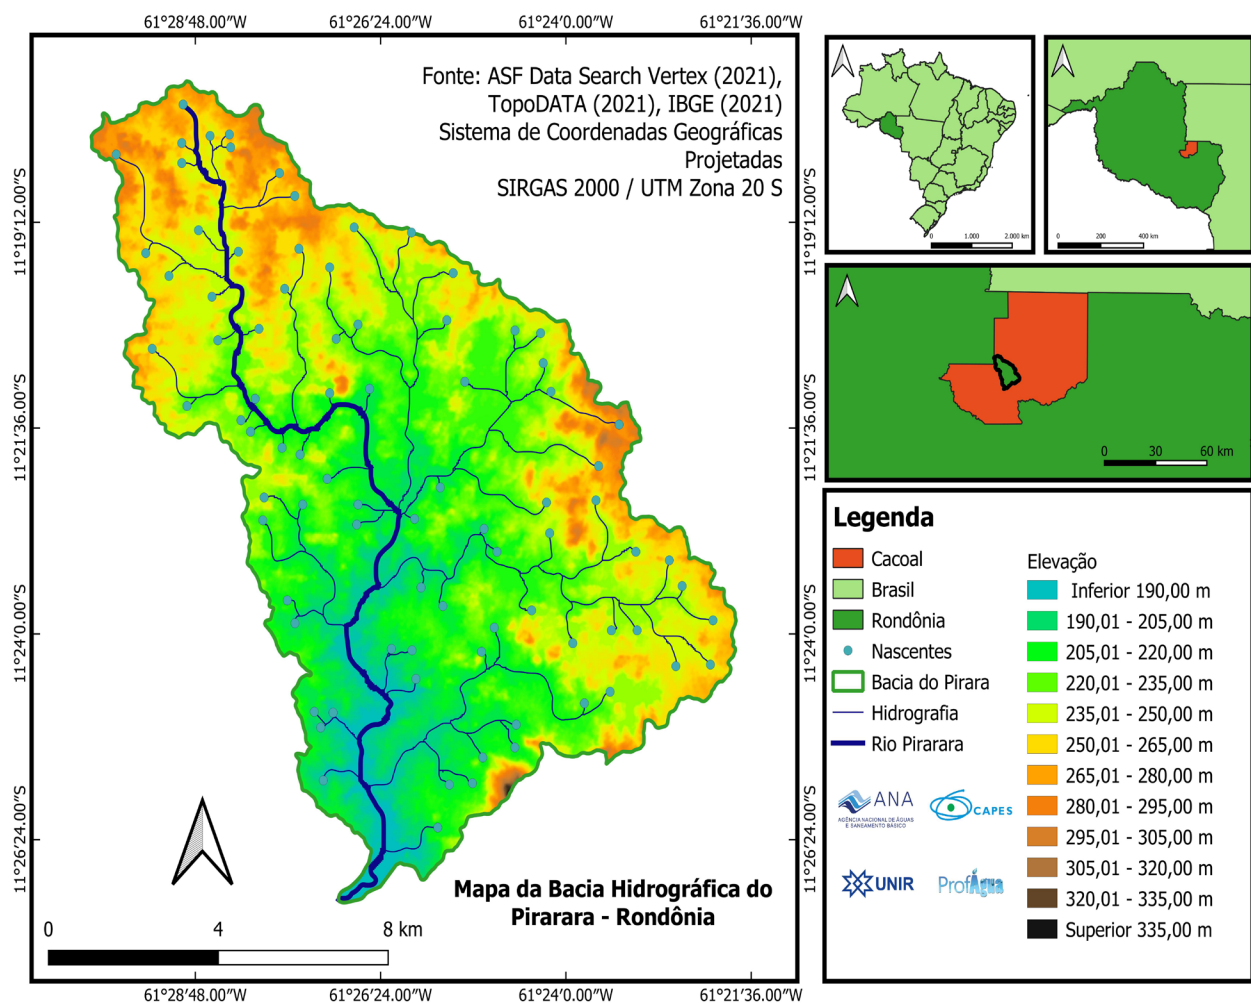 61°28′48.00″W
61°26′24.00″W
61°24′0.00″W
61°21′36.00″W
Fonte: ASF Data Search Vertex (2021),
TopoDATA (2021), IBGE (2021)
Sistema de Coordenadas Geográficas
Projetadas
SIRGAS 2000 / UTM Zona 20 S
11°19′12.00″S
11°21′36.00″S
11°24′0.00″S
11°26′24.00″S
11°19′12.00″S
11°21′36.00″S
11°24′0.00″S
11°26′24.00″S
Mapa da Bacia Hidrográfica do
Pirarara - Rondônia
0 4 8 km
61°28′48.00″W
61°26′24.00″W
61°24′0.00″W
61°21′36.00″W
0 1.000 2.000 km
0 200 400 km
0 30 60 km
Legenda
Cacoal
Brasil
Rondônia
Nascentes
Bacia do Pirara
Hidrografia
Rio Pirarara
Elevação
Inferior 190,00 m
190,01 - 205,00 m
205,01 - 220,00 m
220,01 - 235,00 m
235,01 - 250,00 m
250,01 - 265,00 m
265,01 - 280,00 m
280,01 - 295,00 m
295,01 - 305,00 m
305,01 - 320,00 m
320,01 - 335,00 m
Superior 335,00 m
ANA
AGÊNCIA NACIONAL DE ÁGUAS
E SANEAMENTO BÁSICO
CAPES
UNIR
ProfÁgua